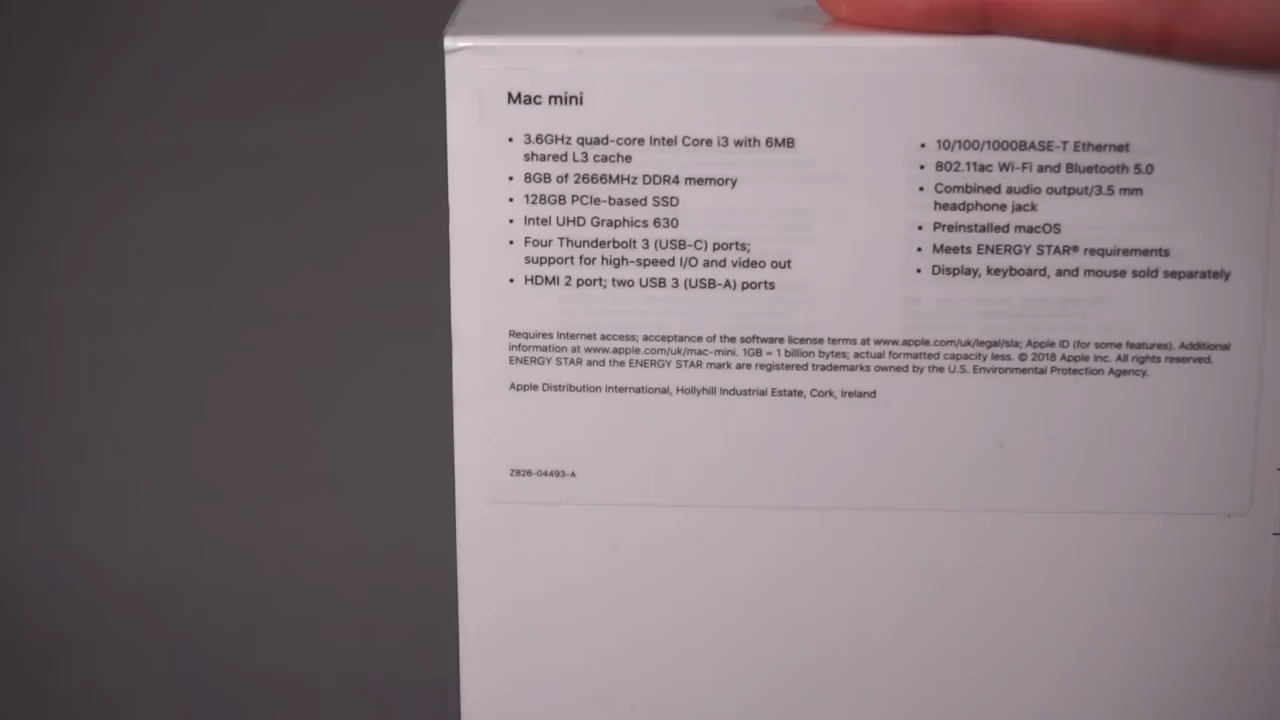 Mac mini
• 3.6GHz quad-core Intel Core i3 with 6MB
shared L3 cache
• 8GB of 2666MHz DDR4 memory
• 128GB PCIe-based SSD
• Intel UHD Graphics 630
• Four Thunderbolt 3 (USB-C) ports;
support for high-speed I/O and video out
• HDMI 2 port; two USB 3 (USB-A) ports
• 10/100/1000BASE-T Ethernet
• 802.11ac Wi-Fi and Bluetooth 5.0
• Combined audio output/3.5 mm
headphone jack
• Preinstalled macOS
• Meets ENERGY STAR® requirements
• Display, keyboard, and mouse sold separately
Requires Internet access; acceptance of the software license terms at www.apple.com/uk/legal/sla; Apple ID (for some features). Additional
information at www.apple.com/uk/mac-mini. 1GB = 1 billion bytes; actual formatted capacity less. © 2018 Apple Inc. All rights reserved.
ENERGY STAR and the ENERGY STAR mark are registered trademarks owned by the U.S. Environmental Protection Agency.
Apple Distribution International, Hollyhill Industrial Estate, Cork, Ireland
Z826-04493-A